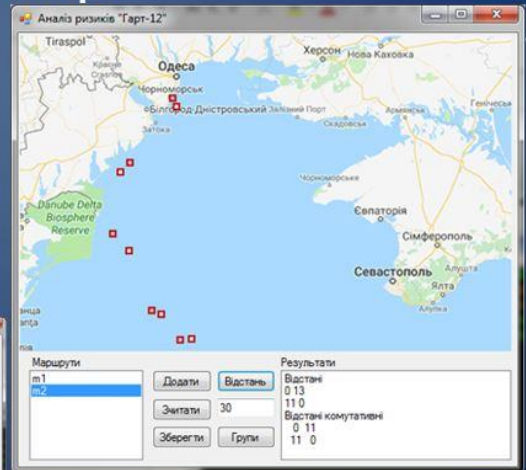 Аналіз ризиків "Гарт-12"
Tiraspol
Одеса
Херсон
Нова Каховка
Чорноморськ
Білгород-Дністровський
Залізний Порт
Армянськ
Генічеськ
Затока
Скадовськ
Чорноморське
Danube Delta
Biosphere
Reserve
Євпаторія
Сімферополь
Севастополь
Алушта
Ялта
Алупка
Маршрути
m1
m2
Додати
Відстань
Зчитати
30
Зберегти
Групи
Результати
Відстані
0 13
11 0
Відстані комутативні
0 11
11 0